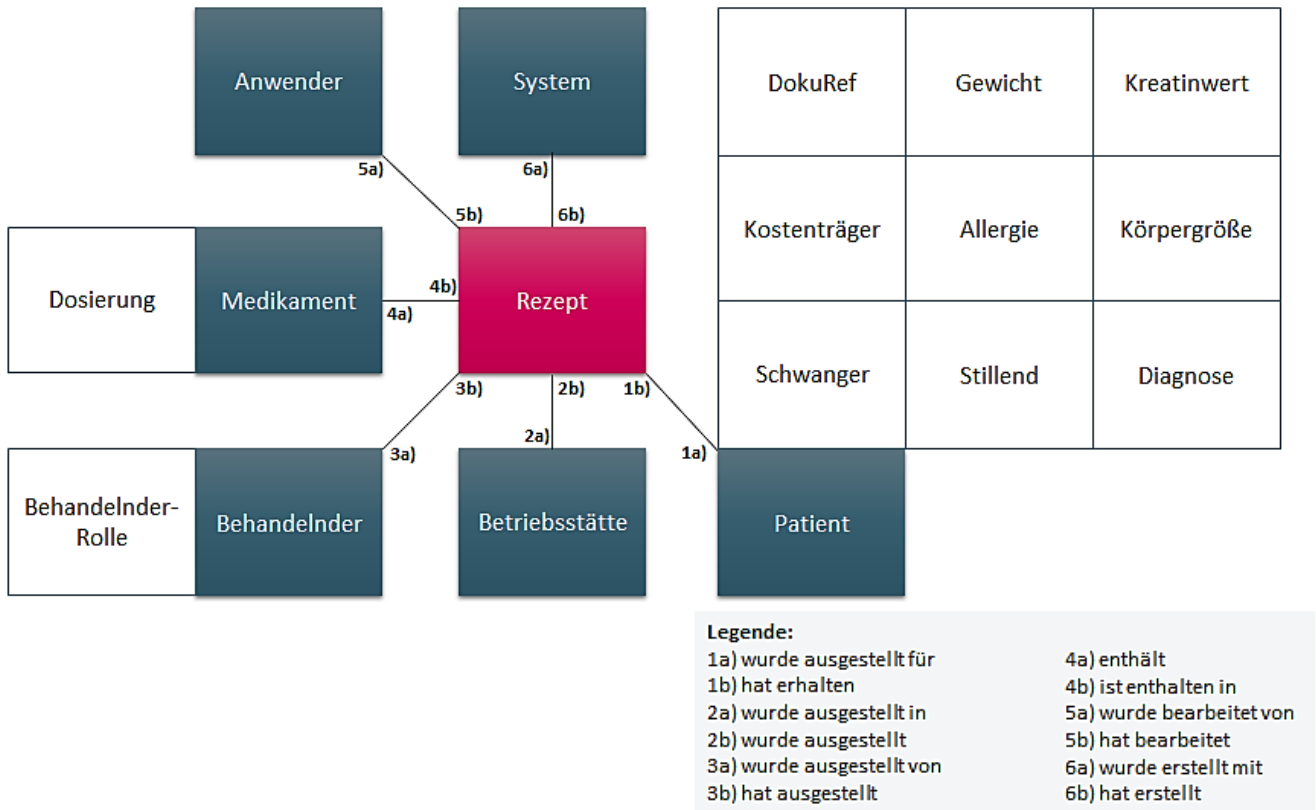 Anwender
System
DokuRef
Gewicht
Kreatinwert
5a)
6a)
5b)
6b)
Kostenträger
Allergie
Körpergröße
Dosierung
Medikament
4b)
4a)
Rezept
Schwanger
Stillend
Diagnose
3b)
2b)
1b)
3a)
2a)
1a)
Behandelnder-
Rolle
Behandelnder
Betriebsstätte
Patient
Legende:
1a) wurde ausgestellt für
1b) hat erhalten
2a) wurde ausgestellt in
2b) wurde ausgestellt
3a) wurde ausgestellt von
3b) hat ausgestellt
4a) enthält
4b) ist enthalten in
5a) wurde bearbeitet von
5b) hat bearbeitet
6a) wurde erstellt mit
6b) hat erstellt